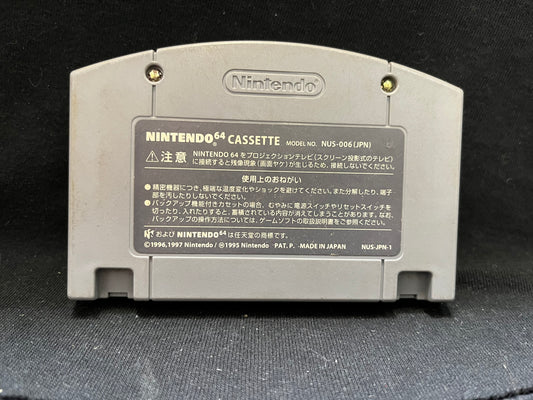 Nintendo
NINTENDO64 CASSETTE MODEL NO. NUS-006(JPN)
⚠注意 NINTENDO 64 をプロジェクションテレビ(スクリーン投影式のテレビ)
に接続すると残像現象(画面ヤケ)が生じるため、接続しないでください。
使用上のおねがい
●精密機器につき、極端な温度変化やショックを避けてください。また分解したり、端子
部を汚したりしないでください。
●バックアップ機能付きカセットの場合、むやみに電源スイッチやリセットスイッチを
切ったり、入れたりすると、蓄積されている内容が消えてしまうことがあります。なお、
バックアップの操作方法については、ゲームソフトの取扱説明書をご参照ください。
および NINTENDO64 は任天堂の商標です。
©1996,1997 Nintendo / Ⓜ1995 Nintendo PAT. P. ·MADE IN JAPAN NUS-JPN-1